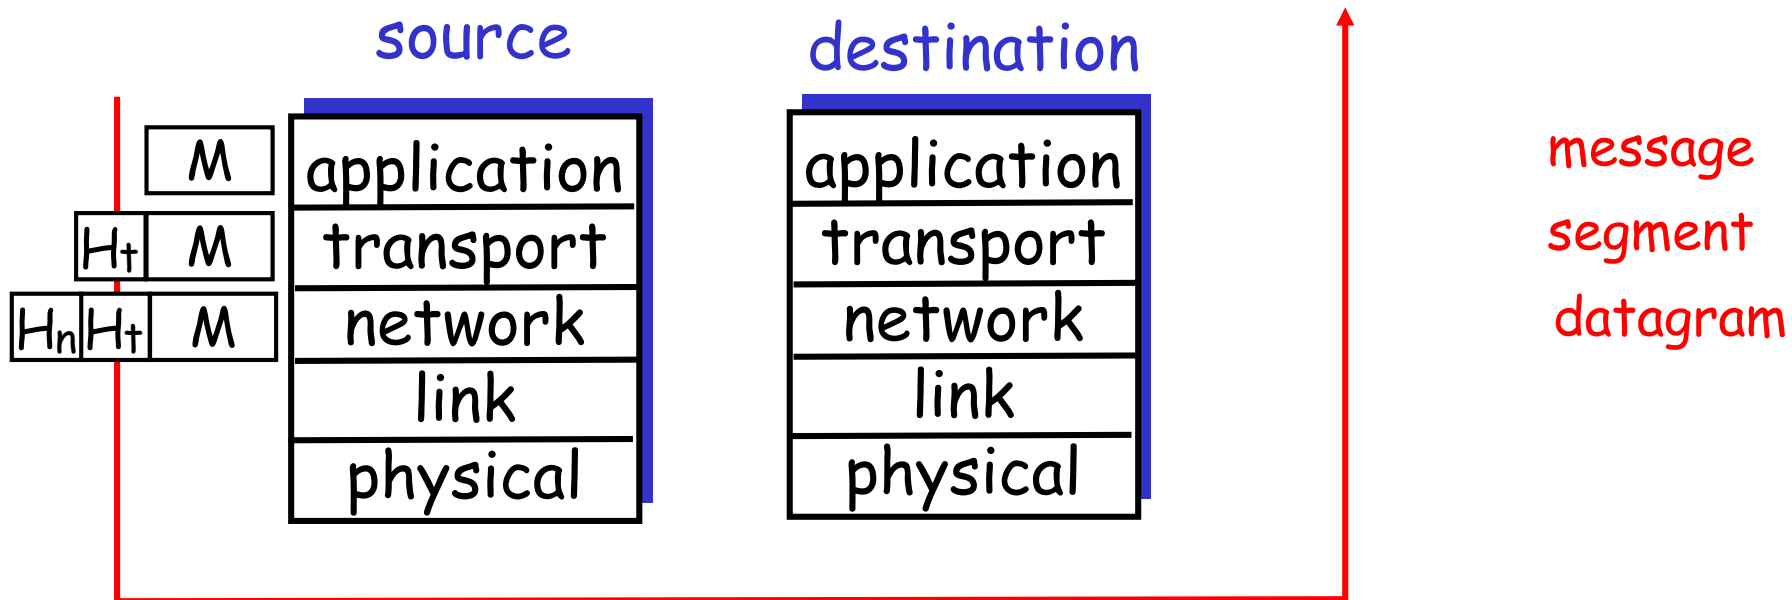 source destination
M application application message
Ht M transport transport segment
Hn Ht M network network datagram
link link
physical physical